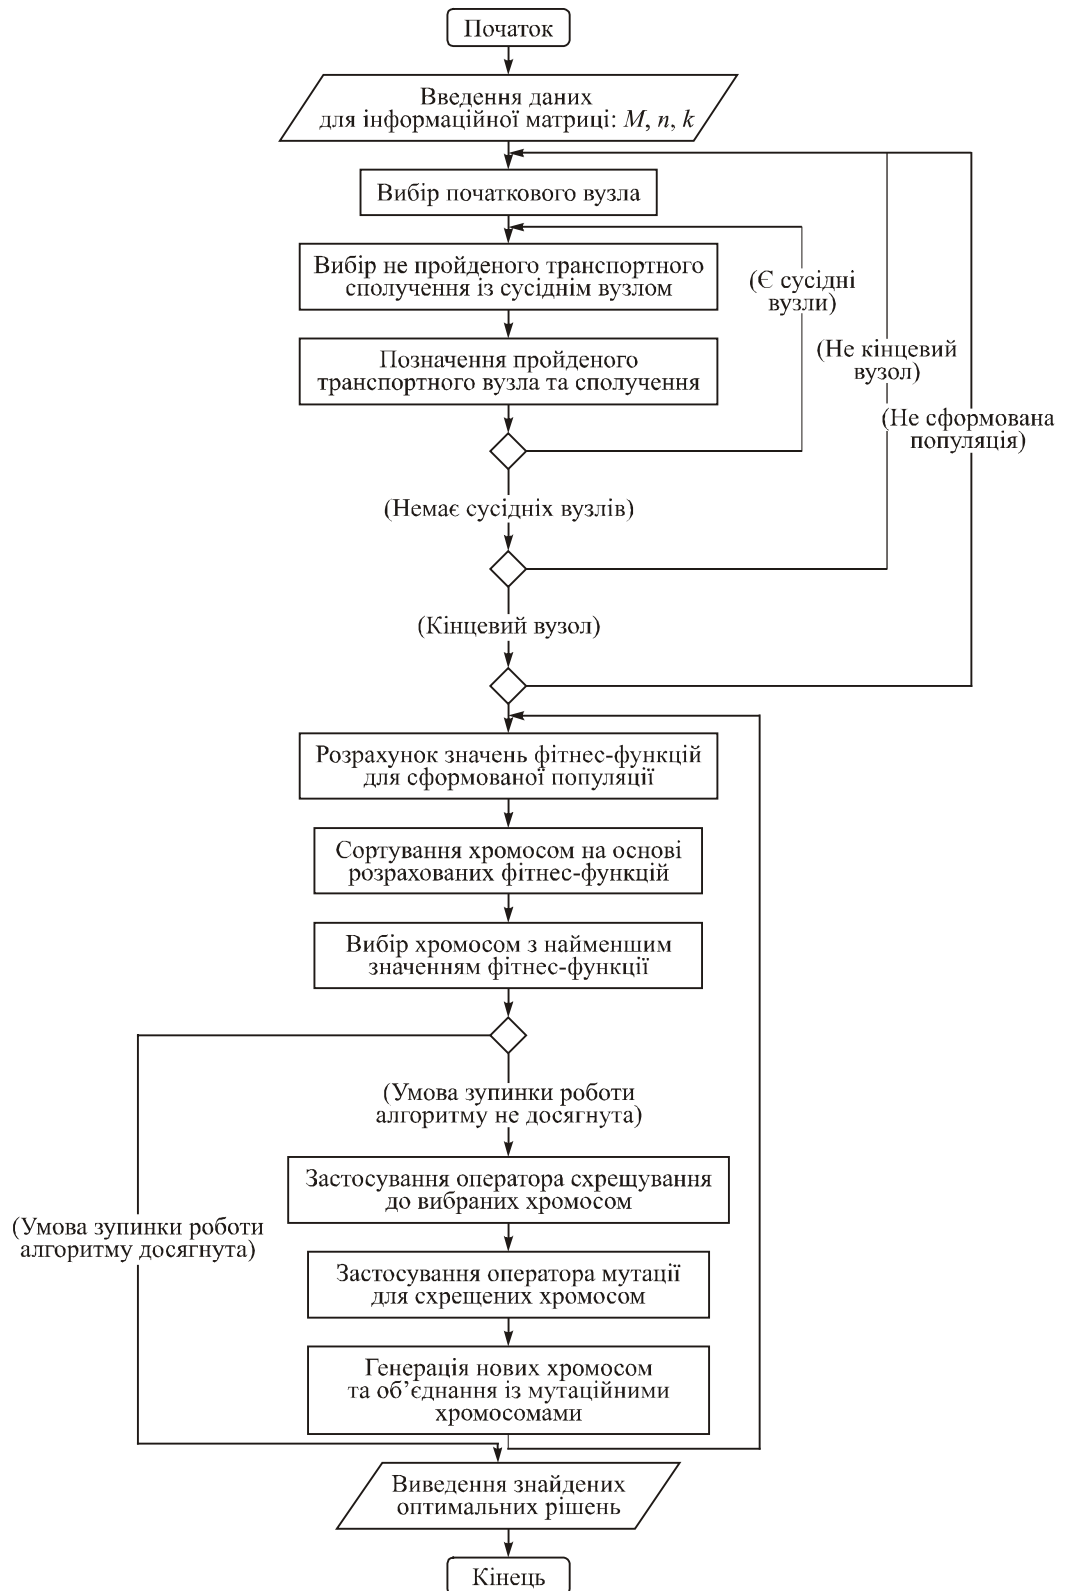 Початок
Введення даних
для інформаційної матриці: M, n, k
Вибір початкового вузла
Вибір не пройденого транспортного
сполучення із сусіднім вузлом
(Є сусідні
вузли)
Позначення пройденого
транспортного вузла та сполучення
(Не кінцевий
вузол)
(Не сформована
популяція)
(Немає сусідніх вузлів)
(Кінцевий вузол)
Розрахунок значень фітнес-функцій
для сформованої популяції
Сортування хромосом на основі
розрахованих фітнес-функцій
Вибір хромосом з найменшим
значенням фітнес-функції
(Умова зупинки роботи
алгоритму не досягнута)
Застосування оператора схрещування
до вибраних хромосом
(Умова зупинки роботи
алгоритму досягнута)
Застосування оператора мутації
для схрещених хромосом
Генерація нових хромосом
та об’єднання із мутаційними
хромосомами
Виведення знайдених
оптимальних рішень
Кінець